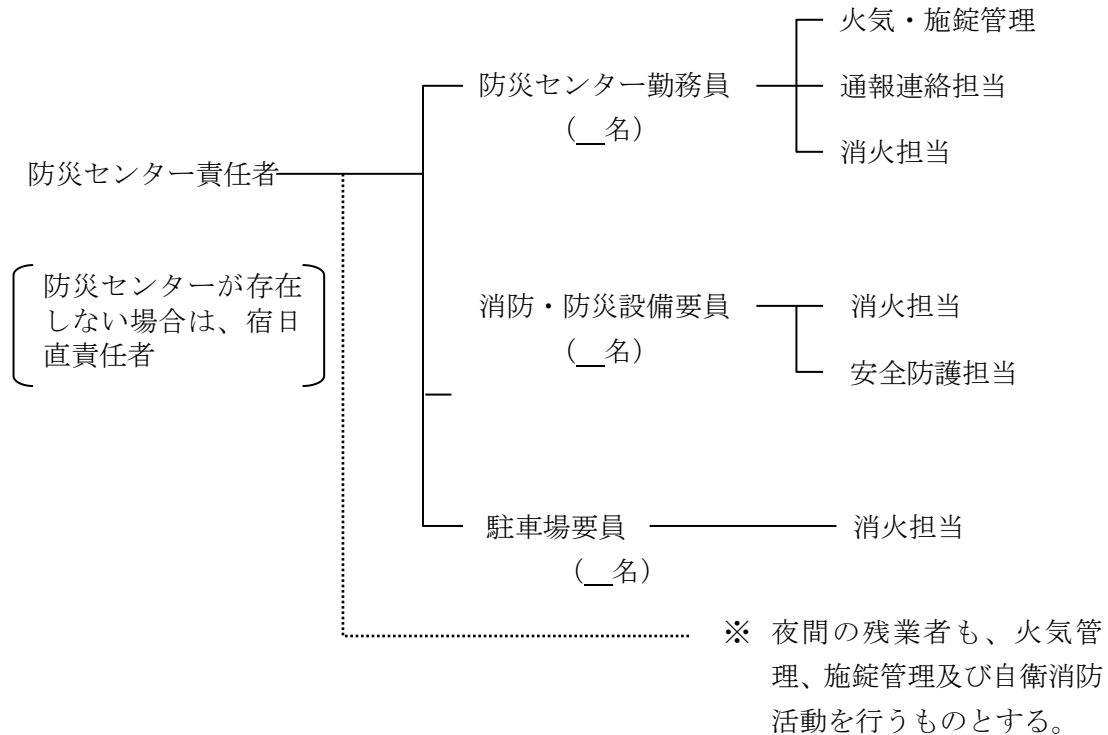 火気・施錠管理
防災センター勤務員
通報連絡担当
(__名)
消火担当
防災センター責任者
防災センターが存在
しない場合は、宿日
直責任者
消防・防災設備要員
消火担当
(__名)
安全防護担当
駐車場要員
消火担当
(__名)
※ 夜間の残業者も、火気管
理、施錠管理及び自衛消防
活動を行うものとする。